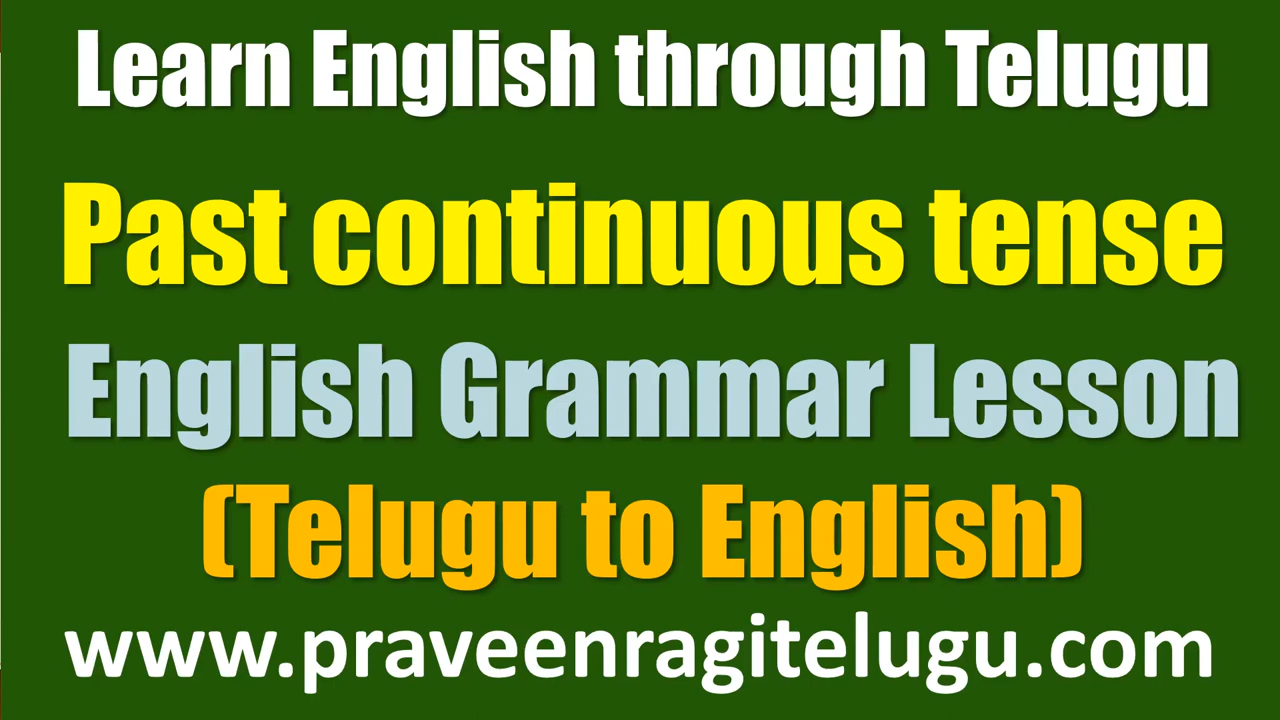 Learn English through Telugu
Past continuous tense
English Grammar Lesson
(Telugu to English)
www.praveenragitelugu.com